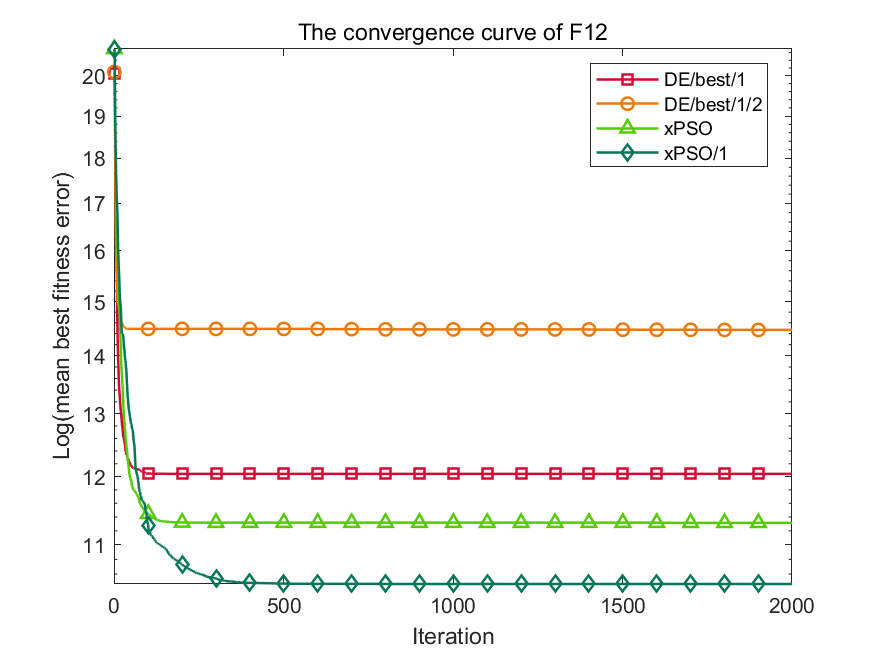 The convergence curve of F12
DE/best/1
DE/best/1/2
xPSO
xPSO/1
Log(mean best fitness error)
20
19
18
17
16
15
14
13
12
11
0
500
1000
1500
2000
Iteration